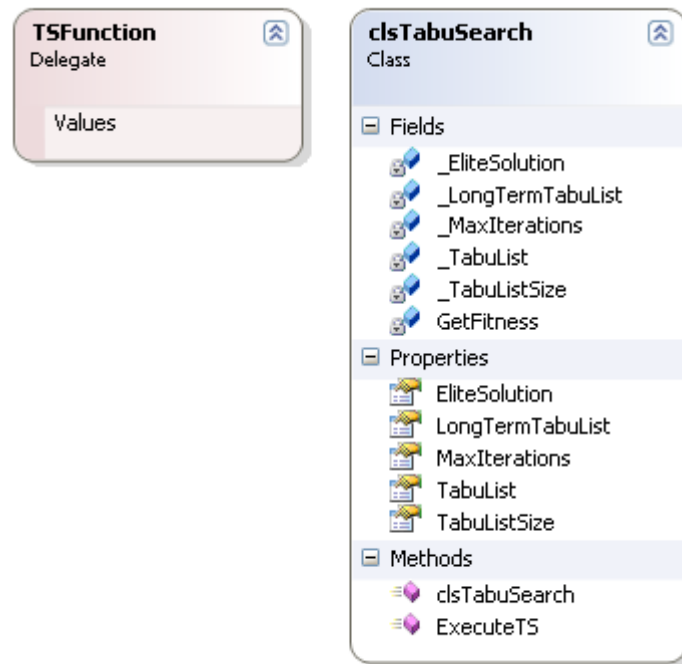 TSFunction
Delegate
Values
clsTabuSearch
Class
Fields
_EliteSolution
_LongTermTabuList
_MaxIterations
_TabuList
_TabuListSize
GetFitness
Properties
EliteSolution
LongTermTabuList
MaxIterations
TabuList
TabuListSize
Methods
clsTabuSearch
ExecuteTS